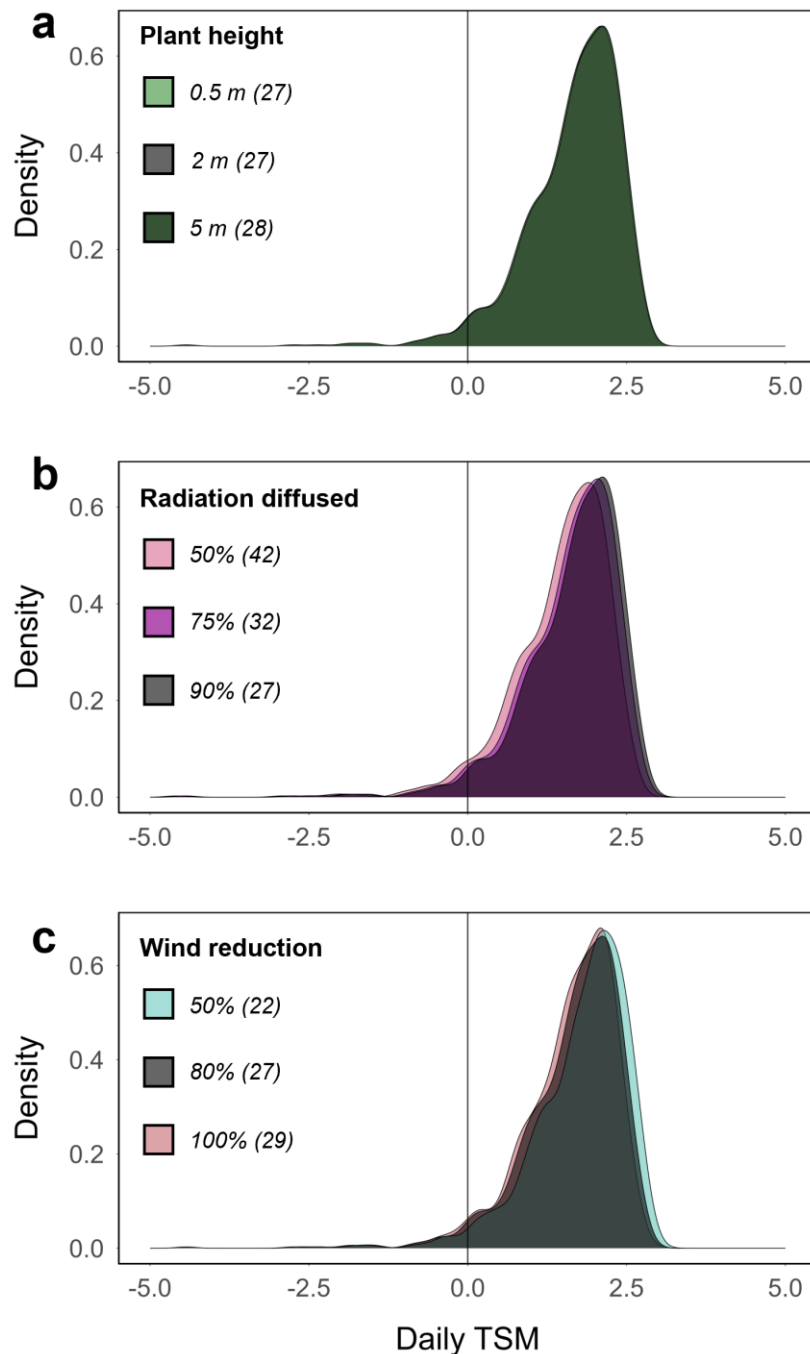 a
Plant height
0.5 m (27)
2 m (27)
5 m (28)
Density
0.6
0.4
0.2
0.0
-5.0 -2.5 0.0 2.5 5.0
b
Radiation diffused
50% (42)
75% (32)
90% (27)
Density
0.6
0.4
0.2
0.0
-5.0 -2.5 0.0 2.5 5.0
c
Wind reduction
50% (22)
80% (27)
100% (29)
Density
0.6
0.4
0.2
0.0
-5.0 -2.5 0.0 2.5 5.0
Daily TSM